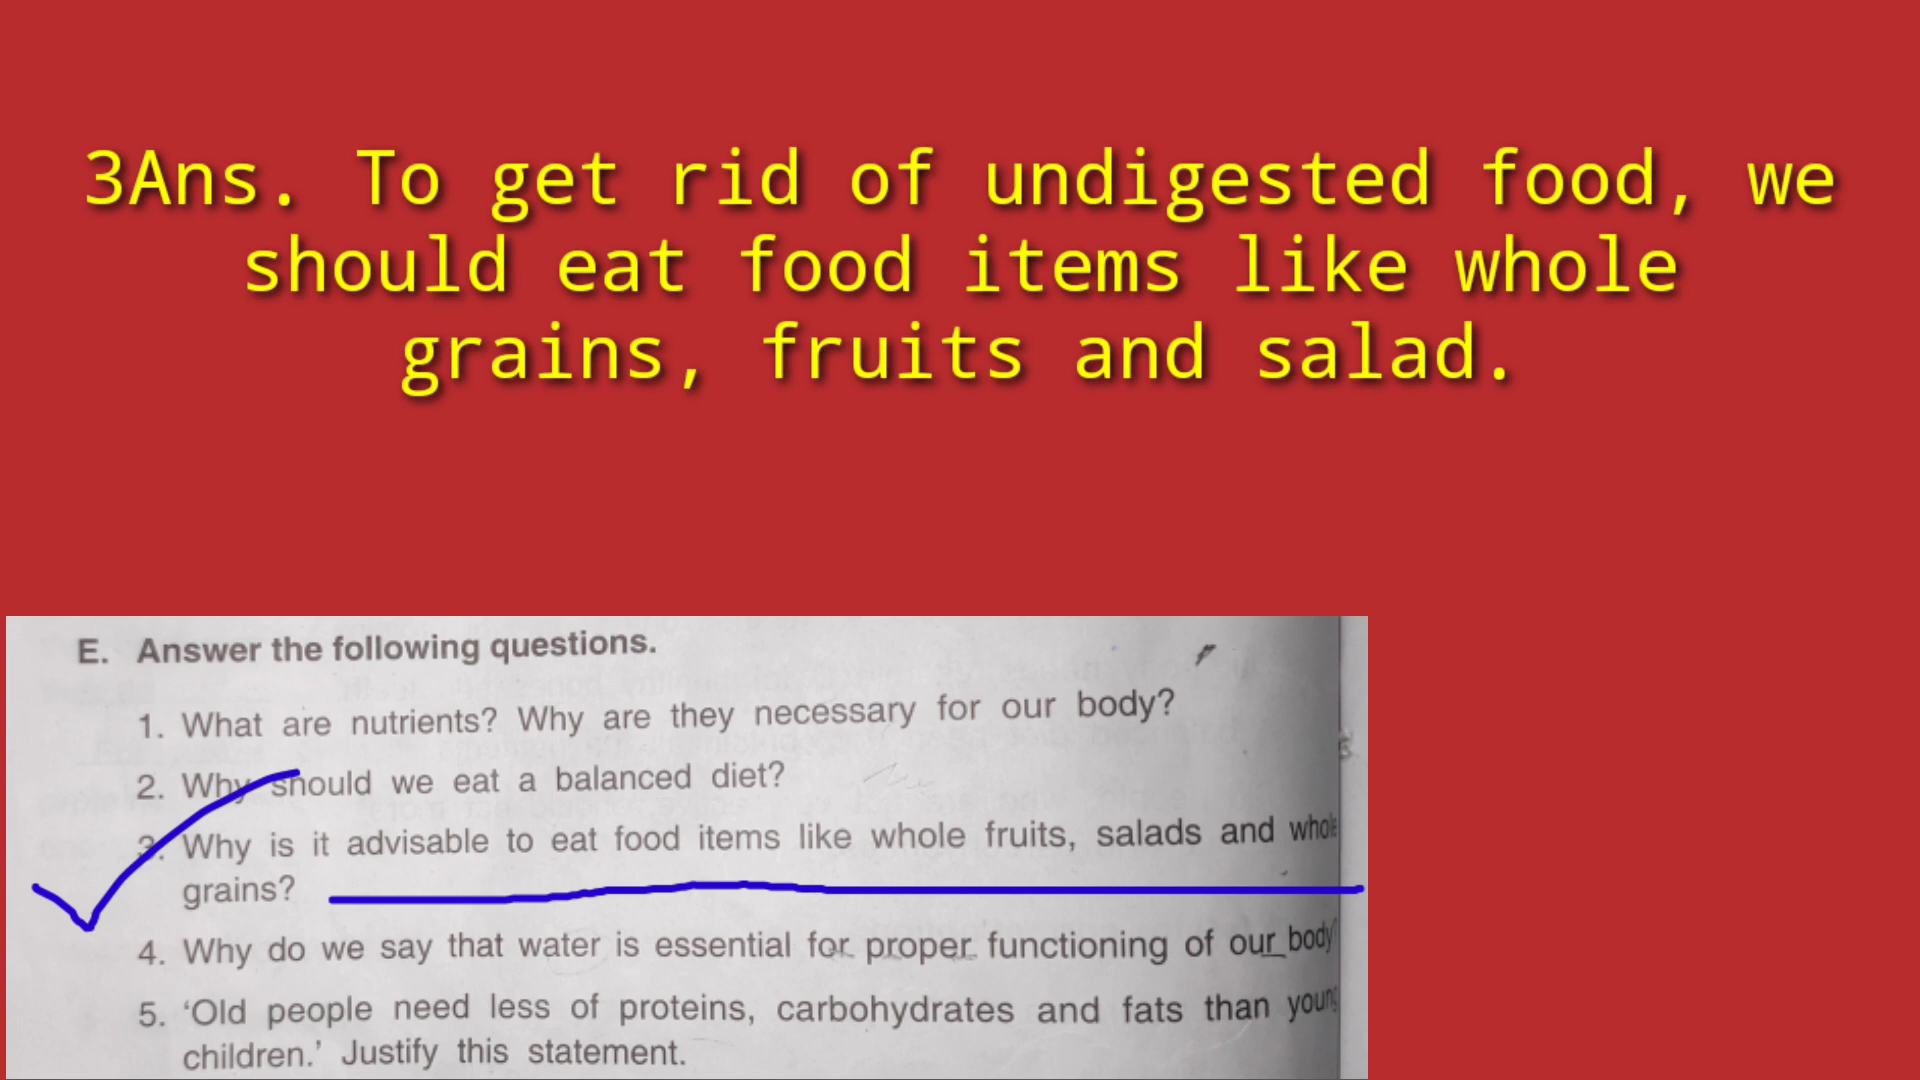 3Ans. To get rid of undigested food, we
should eat food items like whole
grains, fruits and salad.
E. Answer the following questions.
1. What are nutrients? Why are they necessary for our body?
2. Why should we eat a balanced diet?
3. Why is it advisable to eat food items like whole fruits, salads and whole
grains?
4. Why do we say that water is essential for proper functioning of our body
5. ‘Old people need less of proteins, carbohydrates and fats than young
children.’ Justify this statement.